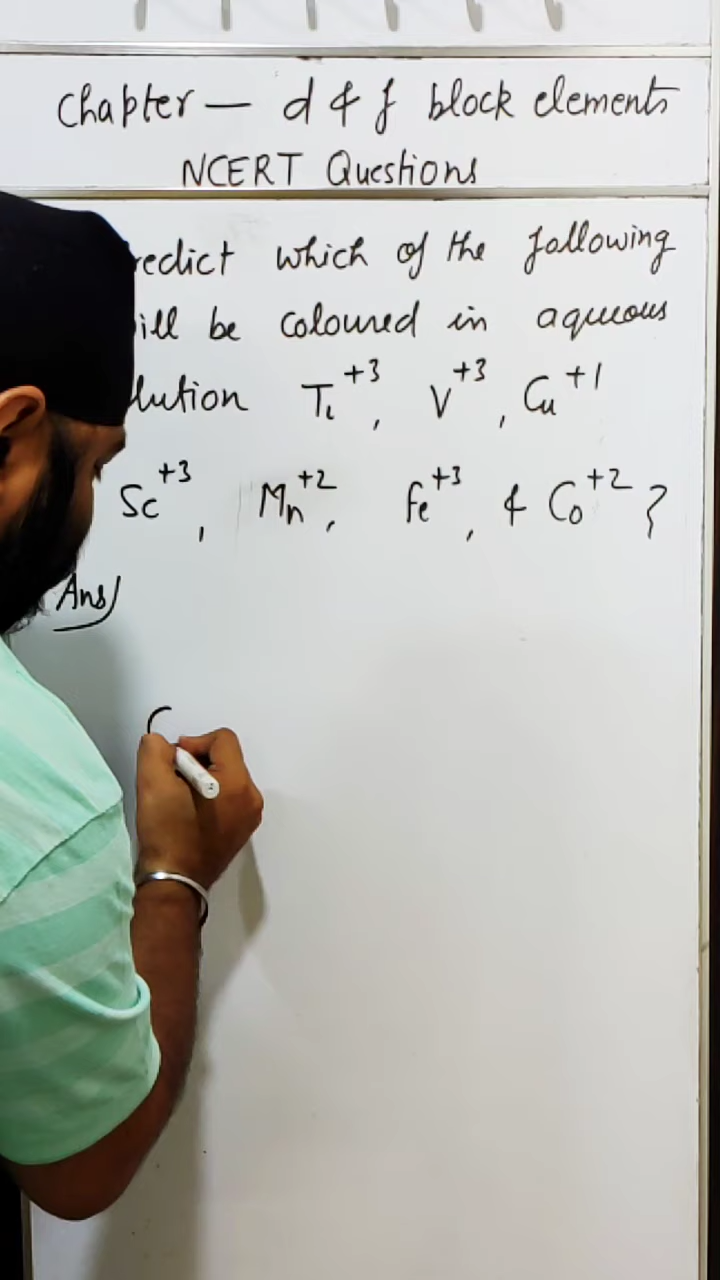 Chapter — d & f block elements
NCERT Questions
redict which of the following
ill be coloured in aqueous
lution Ti+3, V+3, Cu+1
Sc+3, Mn+2, Fe+3, & Co+2 ?
Ans)